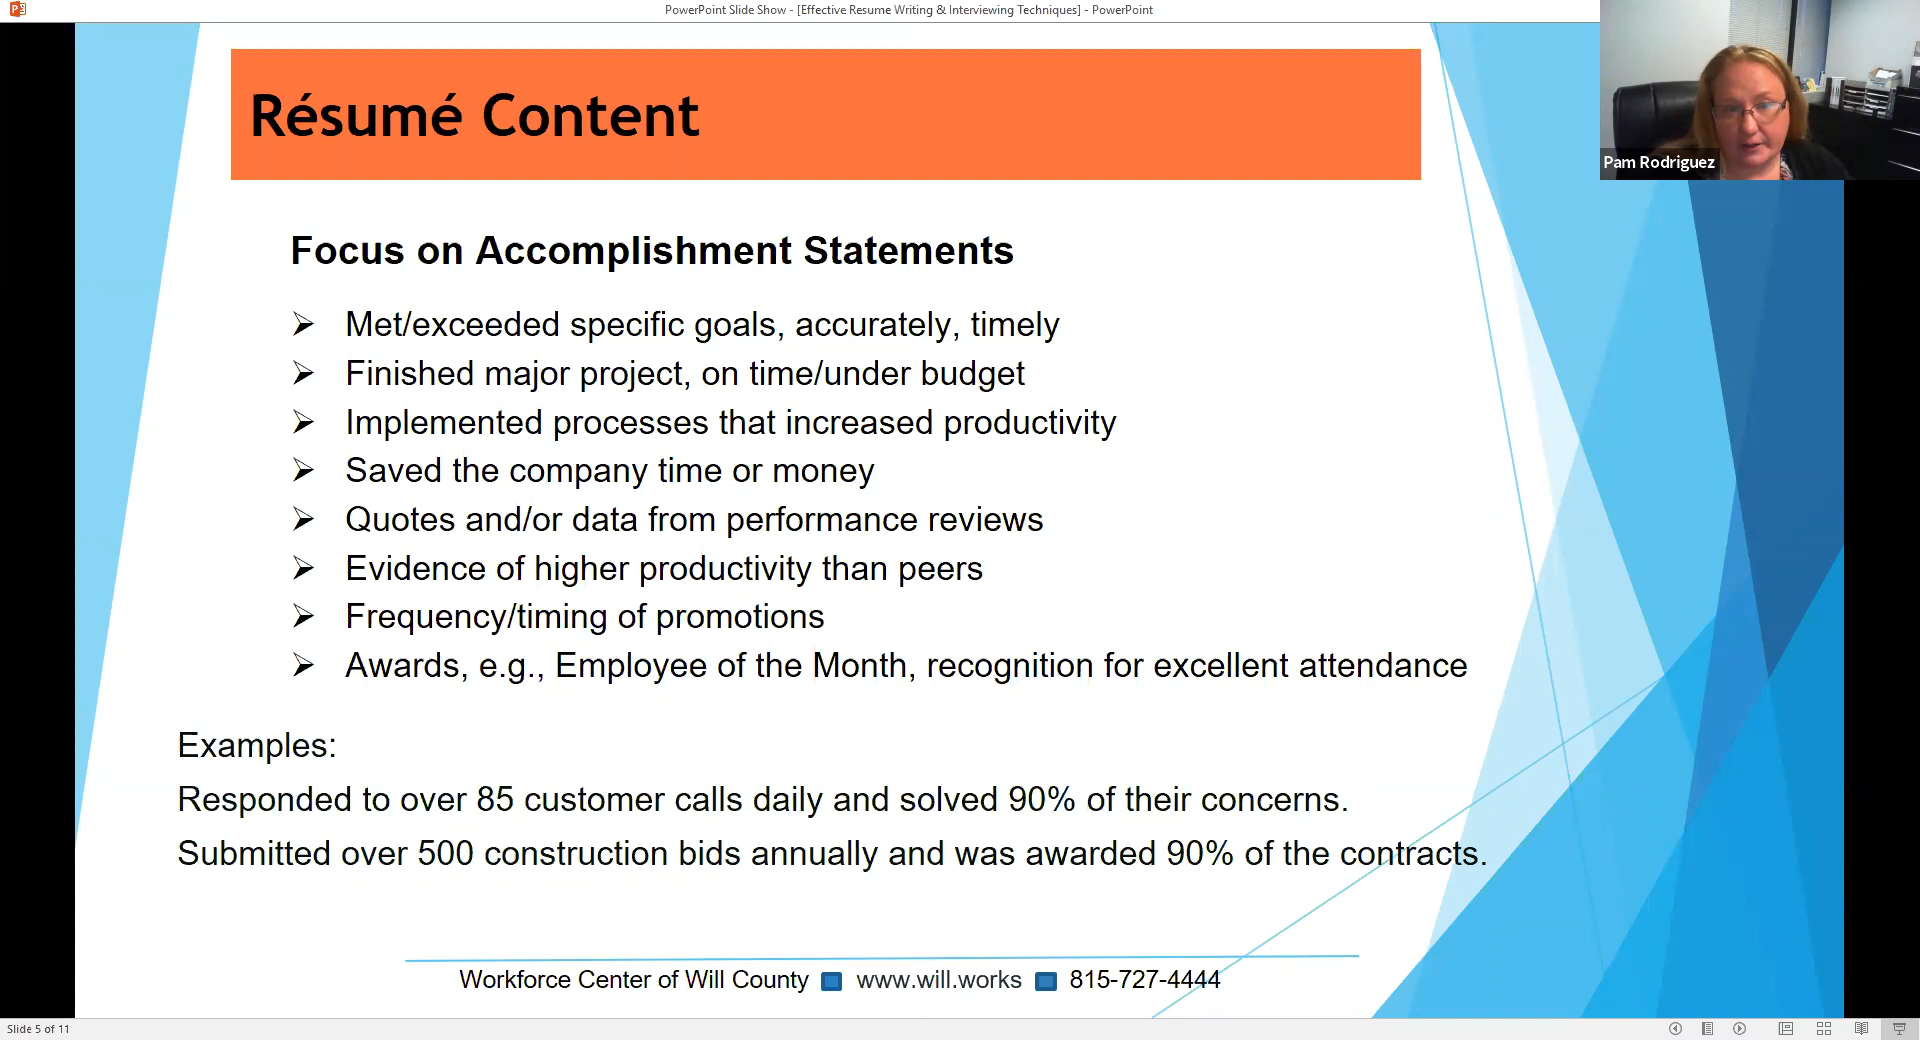 PowerPoint Slide Show - [Effective Resume Writing & Interviewing Techniques] - PowerPoint
Résumé Content
Pam Rodriguez
Focus on Accomplishment Statements
➢ Met/exceeded specific goals, accurately, timely
➢ Finished major project, on time/under budget
➢ Implemented processes that increased productivity
➢ Saved the company time or money
➢ Quotes and/or data from performance reviews
➢ Evidence of higher productivity than peers
➢ Frequency/timing of promotions
➢ Awards, e.g., Employee of the Month, recognition for excellent attendance
Examples:
Responded to over 85 customer calls daily and solved 90% of their concerns.
Submitted over 500 construction bids annually and was awarded 90% of the contracts.
Workforce Center of Will County ■ www.will.works ■ 815-727-4444
Slide 5 of 11